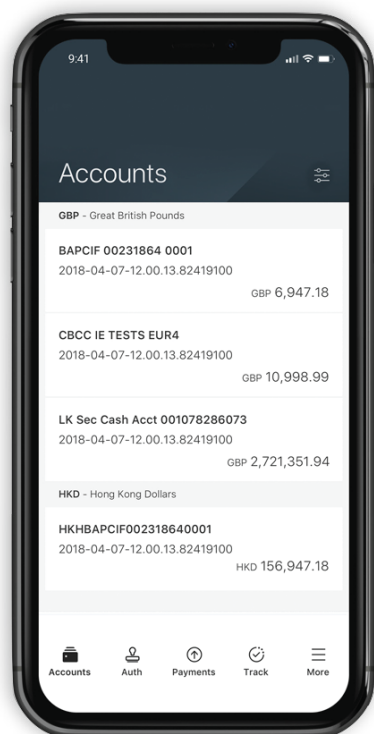 9:41
Accounts
GBP - Great British Pounds
BAPCIF 00231864 0001
2018-04-07-12.00.13.82419100
GBP 6,947.18
CBCC IE TESTS EUR4
2018-04-07-12.00.13.82419100
GBP 10,998.99
LK Sec Cash Acct 001078286073
2018-04-07-12.00.13.82419100
GBP 2,721,351.94
HKD - Hong Kong Dollars
HKHBAPCIF002318640001
2018-04-07-12.00.13.82419100
HKD 156,947.18
Accounts Auth Payments Track More